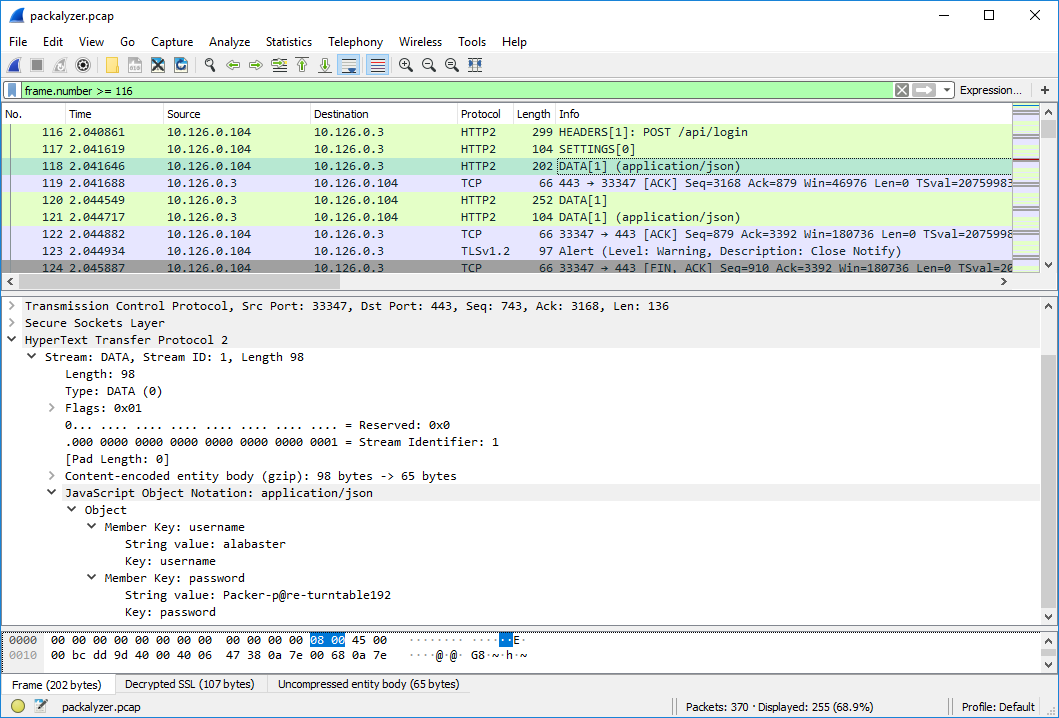 packalyzer.pcap
File Edit View Go Capture Analyze Statistics Telephony Wireless Tools Help
frame.number >= 116 Expression... +
No. Time Source Destination Protocol Length Info
116 2.040861 10.126.0.104 10.126.0.3 HTTP2 299 HEADERS[1]: POST /api/login
117 2.041619 10.126.0.104 10.126.0.3 HTTP2 104 SETTINGS[0]
118 2.041646 10.126.0.104 10.126.0.3 HTTP2 202 DATA[1] (application/json)
119 2.041688 10.126.0.3 10.126.0.104 TCP 66 443 → 33347 [ACK] Seq=3168 Ack=879 Win=46976 Len=0 TSval=20759983
120 2.044549 10.126.0.3 10.126.0.104 HTTP2 252 DATA[1]
121 2.044717 10.126.0.3 10.126.0.104 HTTP2 104 DATA[1] (application/json)
122 2.044882 10.126.0.104 10.126.0.3 TCP 66 33347 → 443 [ACK] Seq=879 Ack=3392 Win=180736 Len=0 TSval=2075998
123 2.044934 10.126.0.104 10.126.0.3 TLSv1.2 97 Alert (Level: Warning, Description: Close Notify)
124 2.045887 10.126.0.104 10.126.0.3 TCP 66 33347 → 443 [FIN, ACK] Seq=910 Ack=3392 Win=180736 Len=0 TSval=20
Transmission Control Protocol, Src Port: 33347, Dst Port: 443, Seq: 743, Ack: 3168, Len: 136
Secure Sockets Layer
HyperText Transfer Protocol 2
Stream: DATA, Stream ID: 1, Length 98
Length: 98
Type: DATA (0)
Flags: 0x01
0... .... .... .... .... .... .... .... = Reserved: 0x0
.000 0000 0000 0000 0000 0000 0000 0001 = Stream Identifier: 1
[Pad Length: 0]
Content-encoded entity body (gzip): 98 bytes -> 65 bytes
JavaScript Object Notation: application/json
Object
Member Key: username
String value: alabaster
Key: username
Member Key: password
String value: Packer-p@re-turntable192
Key: password
0000 00 00 00 00 00 00 00 00 00 00 00 00 08 00 45 00 ········ ······E·
0010 00 bc dd 9d 40 00 40 06 47 38 0a 7e 00 68 0a 7e ····@·@· G8·~·h·~
Frame (202 bytes) Decrypted SSL (107 bytes) Uncompressed entity body (65 bytes)
packalyzer.pcap Packets: 370 · Displayed: 255 (68.9%) Profile: Default